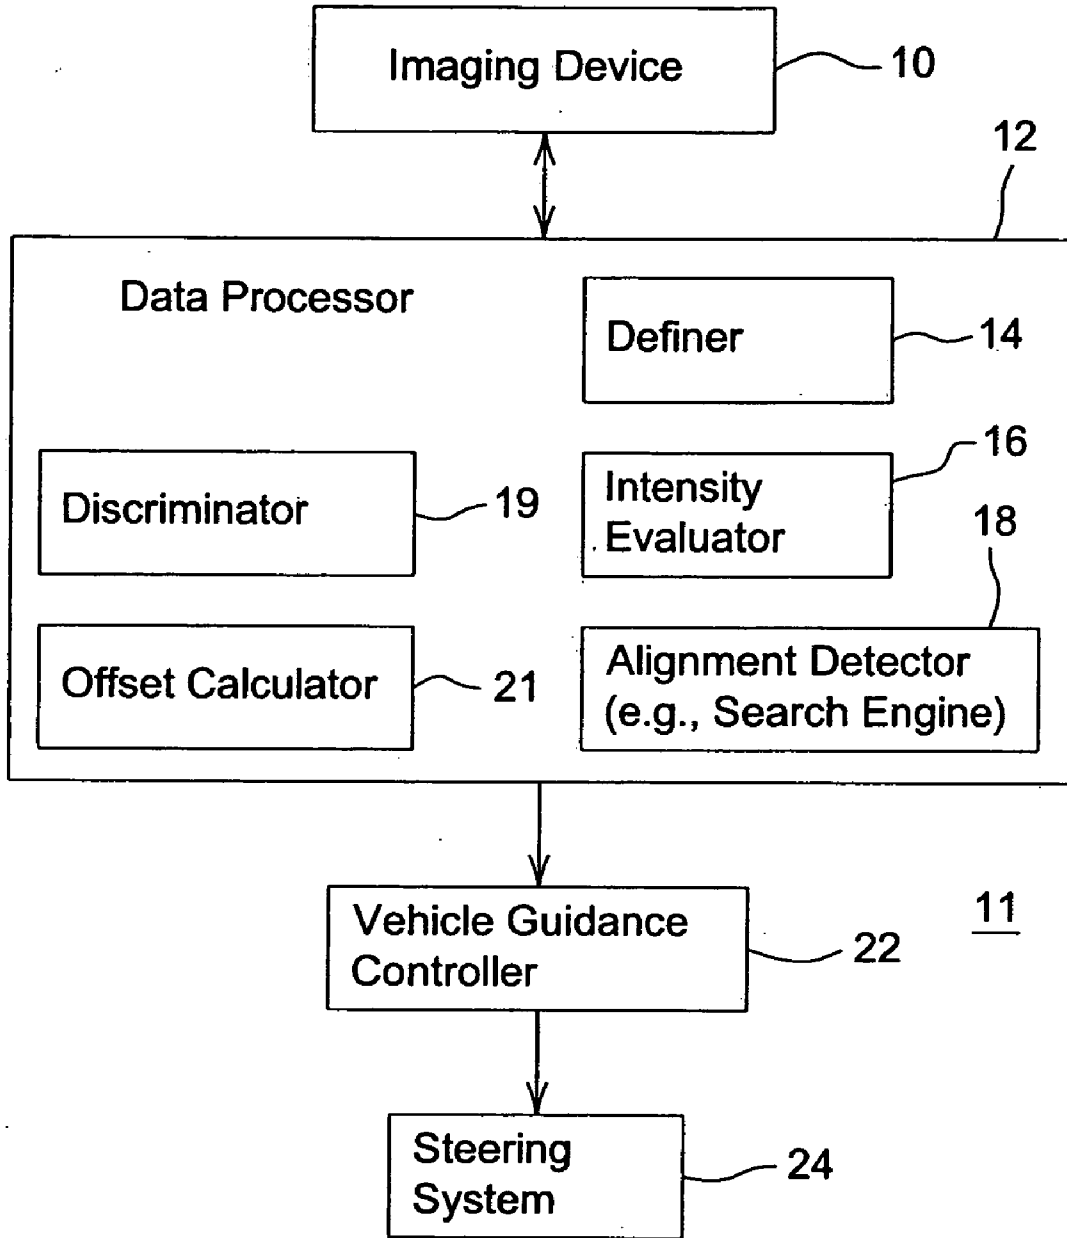 Imaging Device
10
12
Data Processor
Definer
14
Discriminator
19
Intensity
Evaluator
16
18
Offset Calculator
21
Alignment Detector
(e.g., Search Engine)
Vehicle Guidance
Controller
22
11
Steering
System
24